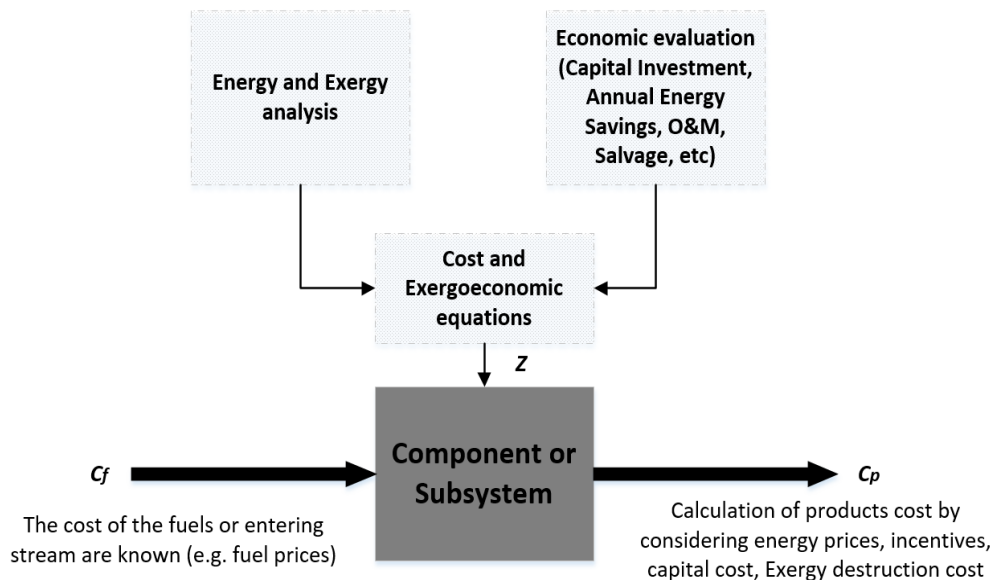 Energy and Exergy
analysis
Economic evaluation
(Capital Investment,
Annual Energy
Savings, O&M,
Salvage, etc)
Cost and
Exergoeconomic
equations
Z
Component or
Subsystem
Cf
Cp
The cost of the fuels or entering
stream are known (e.g. fuel prices)
Calculation of products cost by
considering energy prices, incentives,
capital cost, Exergy destruction cost